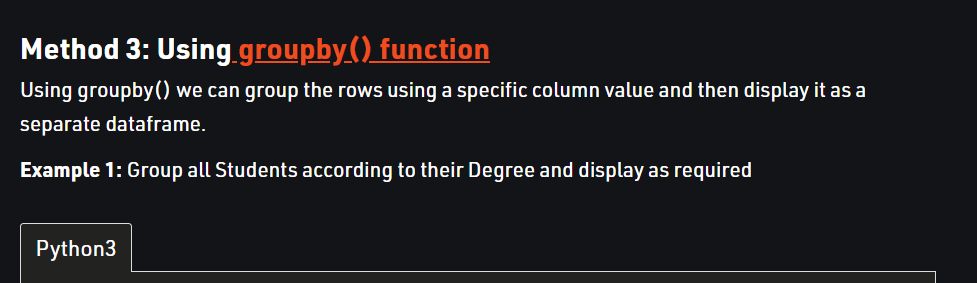 Method 3: Using groupby() function
Using groupby() we can group the rows using a specific column value and then display it as a
separate dataframe.
Example 1: Group all Students according to their Degree and display as required
Python3